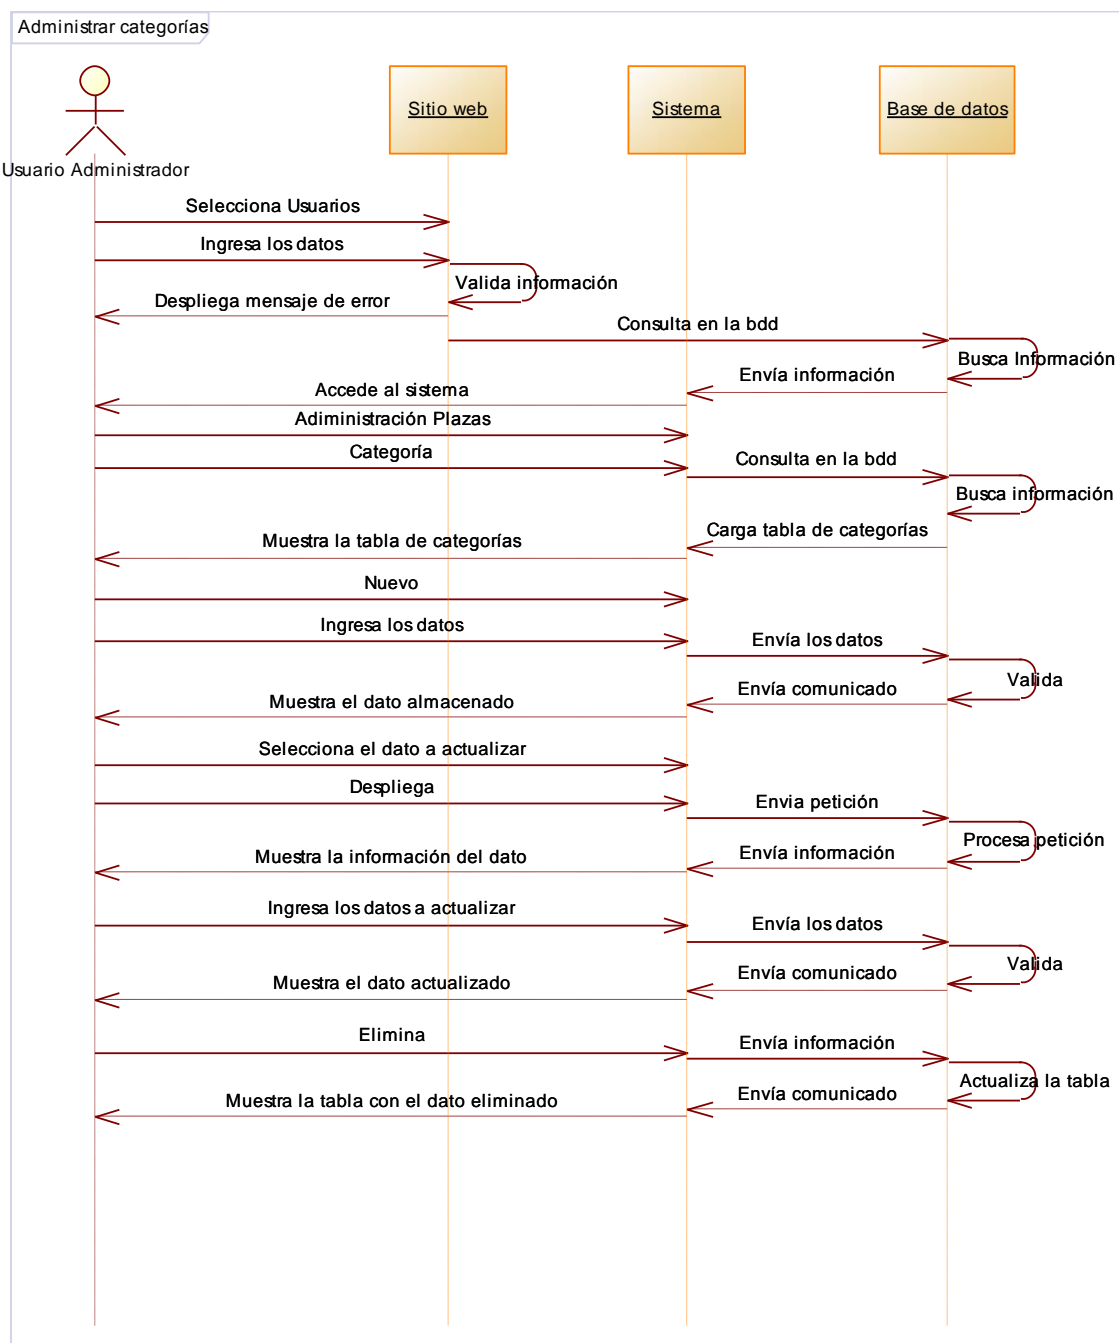 Administrar categorías
Sitio web
Sistema
Base de datos
Usuario Administrador
Selecciona Usuarios
Ingresa los datos
Valida información
Despliega mensaje de error
Consulta en la bdd
Busca Información
Envía información
Accede al sistema
Adiministración Plazas
Categoría
Consulta en la bdd
Busca información
Carga tabla de categorías
Muestra la tabla de categorías
Nuevo
Ingresa los datos
Envía los datos
Valida
Envía comunicado
Muestra el dato almacenado
Selecciona el dato a actualizar
Despliega
Envia petición
Procesa petición
Envía información
Muestra la información del dato
Ingresa los datos a actualizar
Envía los datos
Valida
Envía comunicado
Muestra el dato actualizado
Elimina
Envía información
Actualiza la tabla
Envía comunicado
Muestra la tabla con el dato eliminado